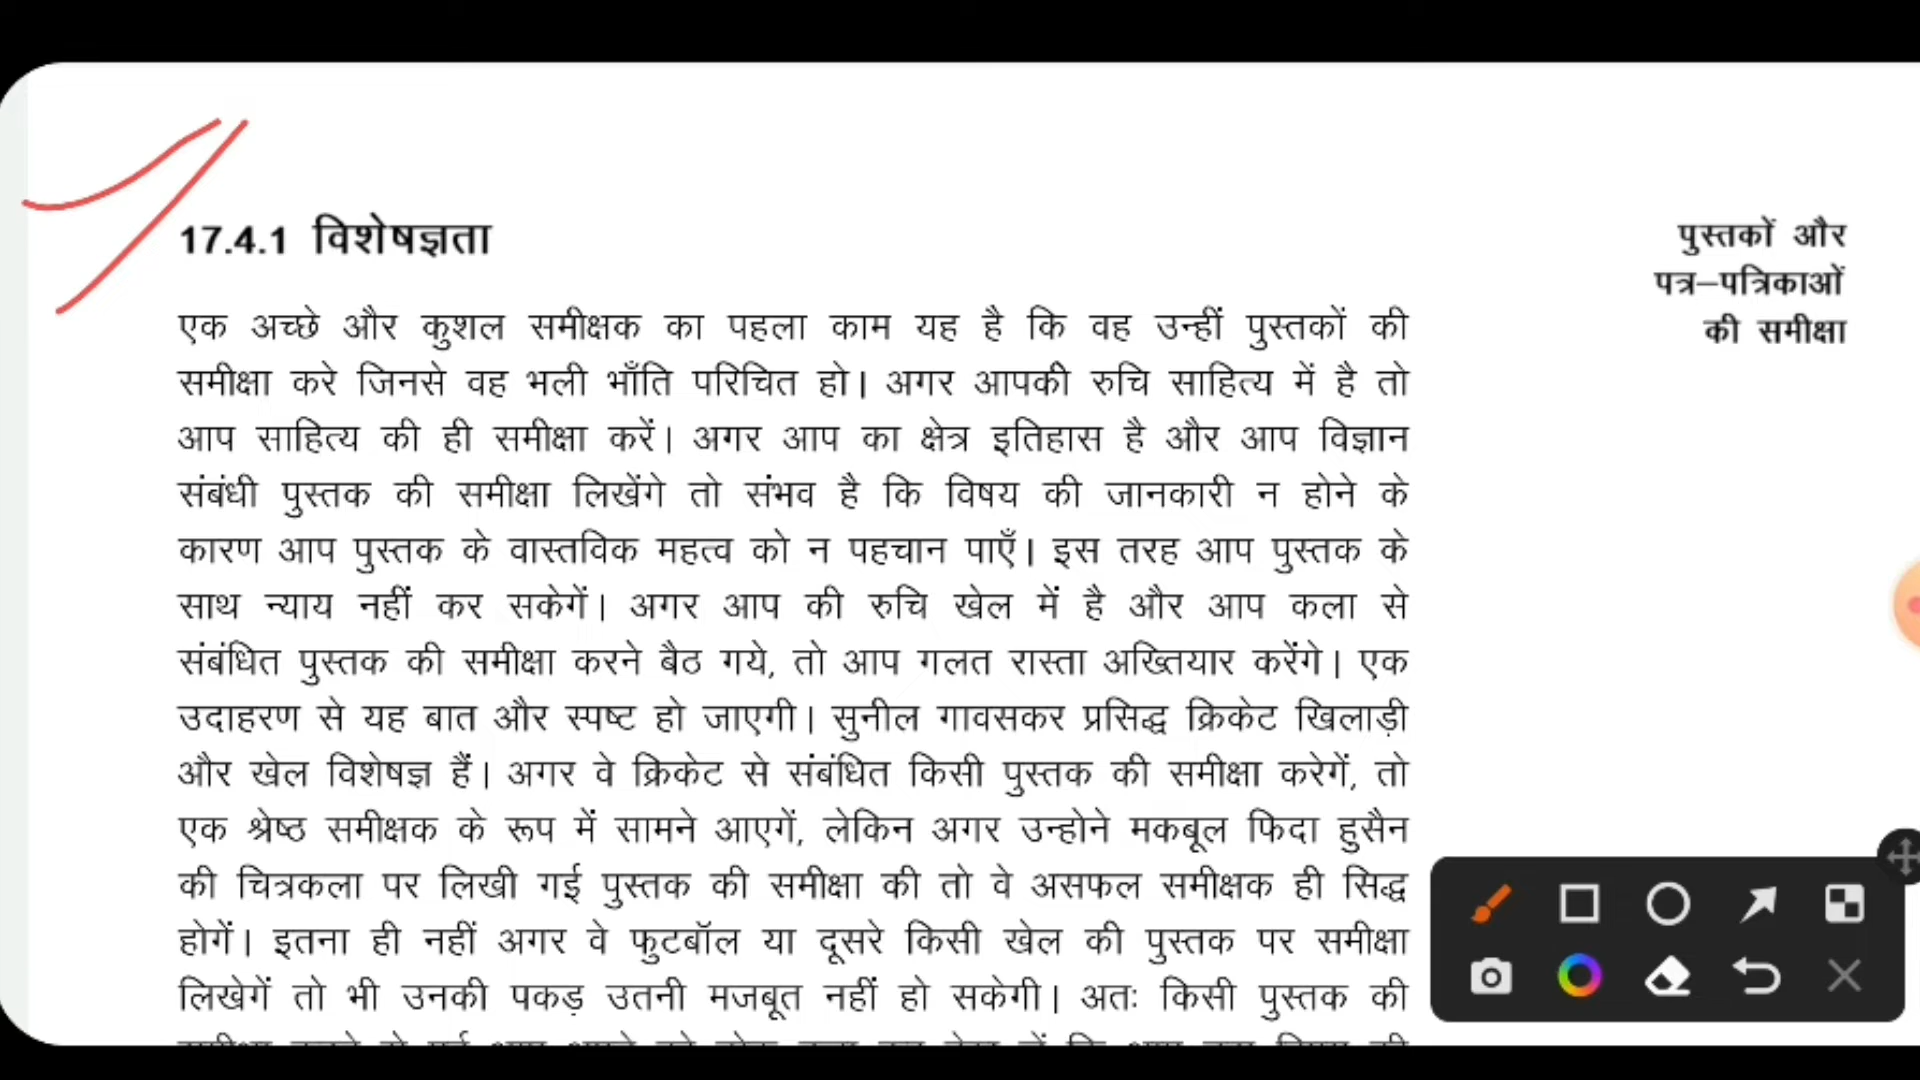 17.4.1 विशेषज्ञता
एक अच्छे और कुशल समीक्षक का पहला काम यह है कि वह उन्हीं पुस्तकों की
समीक्षा करे जिनसे वह भली भाँति परिचित हो। अगर आपकी रुचि साहित्य में है तो
आप साहित्य की ही समीक्षा करें। अगर आप का क्षेत्र इतिहास है और आप विज्ञान
संबंधी पुस्तक की समीक्षा लिखेंगे तो संभव है कि विषय की जानकारी न होने के
कारण आप पुस्तक के वास्तविक महत्व को न पहचान पाएँ। इस तरह आप पुस्तक के
साथ न्याय नहीं कर सकेगें। अगर आप की रुचि खेल में है और आप कला से
संबंधित पुस्तक की समीक्षा करने बैठ गये, तो आप गलत रास्ता अख्तियार करेंगे। एक
उदाहरण से यह बात और स्पष्ट हो जाएगी। सुनील गावसकर प्रसिद्ध क्रिकेट खिलाड़ी
और खेल विशेषज्ञ हैं। अगर वे क्रिकेट से संबंधित किसी पुस्तक की समीक्षा करेगें, तो
एक श्रेष्ठ समीक्षक के रूप में सामने आएगें, लेकिन अगर उन्होने मकबूल फिदा हुसैन
की चित्रकला पर लिखी गई पुस्तक की समीक्षा की तो वे असफल समीक्षक ही सिद्ध
होगें। इतना ही नहीं अगर वे फुटबॉल या दूसरे किसी खेल की पुस्तक पर समीक्षा
लिखेगें तो भी उनकी पकड़ उतनी मजबूत नहीं हो सकेगी। अतः किसी पुस्तक की
पुस्तकों और
पत्र–पत्रिकाओं
की समीक्षा